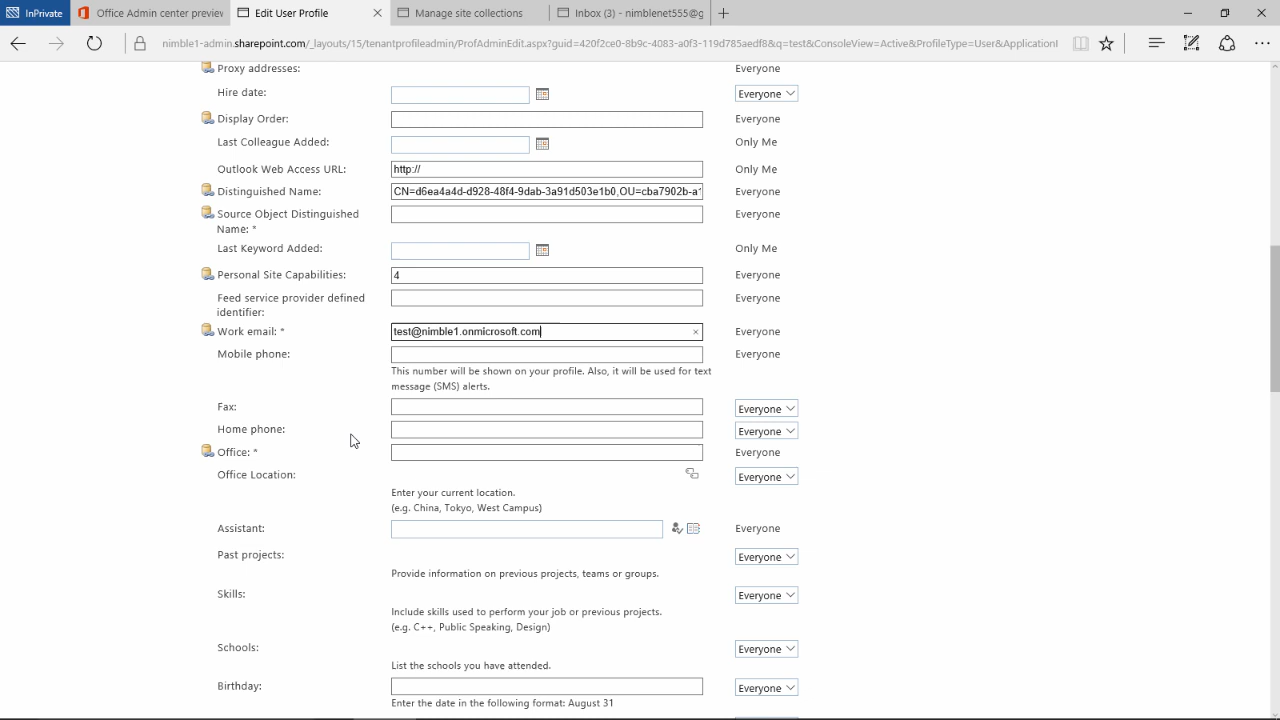 InPrivate
Office Admin center preview
Edit User Profile
Manage site collections
Inbox (3) - nimblenet555@g
nimble1-admin.sharepoint.com/_layouts/15/tenantprofileadmin/ProfAdminEdit.aspx?guid=420f2ce0-8b9c-4083-a0f3-119d785aedf8&q=test&ConsoleView=Active&ProfileType=User&ApplicationI
Proxy addresses: Everyone
Hire date: Everyone
Display Order: Everyone
Last Colleague Added: Only Me
Outlook Web Access URL: http:// Only Me
Distinguished Name: CN=d6ea4a4d-d928-48f4-9dab-3a91d503e1b0,OU=cba7902b-a1 Everyone
Source Object Distinguished Everyone
Name: *
Last Keyword Added: Only Me
Personal Site Capabilities: 4 Everyone
Feed service provider defined Everyone
identifier:
Work email: * test@nimble1.onmicrosoft.com Everyone
Mobile phone: Everyone
This number will be shown on your profile. Also, it will be used for text
message (SMS) alerts.
Fax: Everyone
Home phone: Everyone
Office: * Everyone
Office Location: Everyone
Enter your current location.
(e.g. China, Tokyo, West Campus)
Assistant: Everyone
Past projects: Everyone
Provide information on previous projects, teams or groups.
Skills: Everyone
Include skills used to perform your job or previous projects.
(e.g. C++, Public Speaking, Design)
Schools: Everyone
List the schools you have attended.
Birthday: Everyone
Enter the date in the following format: August 31